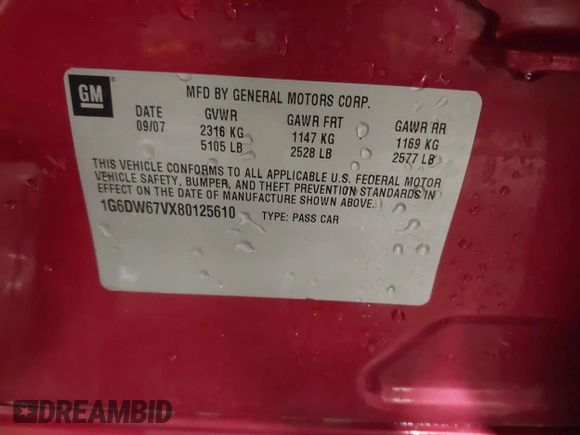 GM
MFD BY GENERAL MOTORS CORP.
DATE GVWR GAWR FRT GAWR RR
09/07 2316 KG 1147 KG 1169 KG
5105 LB 2528 LB 2577 LB
THIS VEHICLE CONFORMS TO ALL APPLICABLE U.S. FEDERAL MOTOR
VEHICLE SAFETY, BUMPER, AND THEFT PREVENTION STANDARDS IN
EFFECT ON THE DATE OF MANUFACTURE SHOWN ABOVE.
1G6DW67VX80125610 TYPE: PASS CAR
DREAMBID